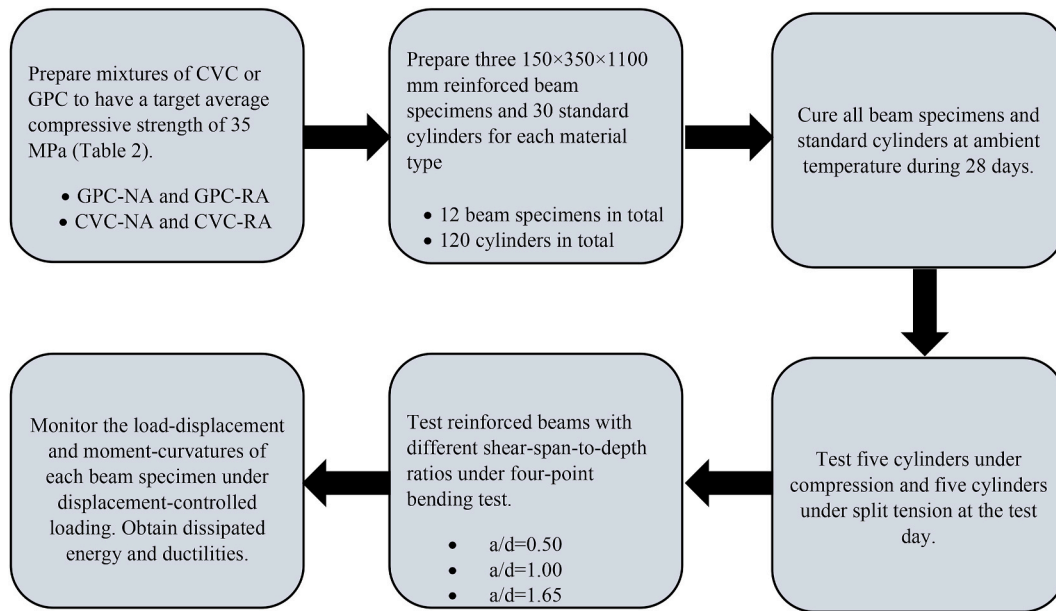 Prepare mixtures of CVC or
GPC to have a target average
compressive strength of 35
MPa (Table 2).
• GPC-NA and GPC-RA
• CVC-NA and CVC-RA
Prepare three 150×350×1100
mm reinforced beam
specimens and 30 standard
cylinders for each material
type
• 12 beam specimens in total
• 120 cylinders in total
Cure all beam specimens and
standard cylinders at ambient
temperature during 28 days.
Test five cylinders under
compression and five cylinders
under split tension at the test
day.
Test reinforced beams with
different shear-span-to-depth
ratios under four-point
bending test.
• a/d=0.50
• a/d=1.00
• a/d=1.65
Monitor the load-displacement
and moment-curvatures of
each beam specimen under
displacement-controlled
loading. Obtain dissipated
energy and ductilities.